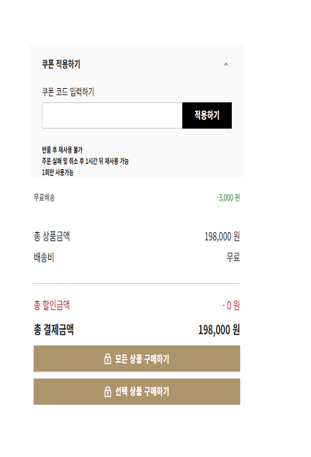 쿠폰 적용하기
쿠폰 코드 입력하기
적용하기
반품 후 재사용 불가
주문 실패 및 취소 후 1시간 뒤 재사용 가능
1회만 사용가능
무료배송 -3,000 원
총 상품금액 198,000 원
배송비 무료
총 할인금액 - 0 원
총 결제금액 198,000 원
모든 상품 구매하기
선택 상품 구매하기